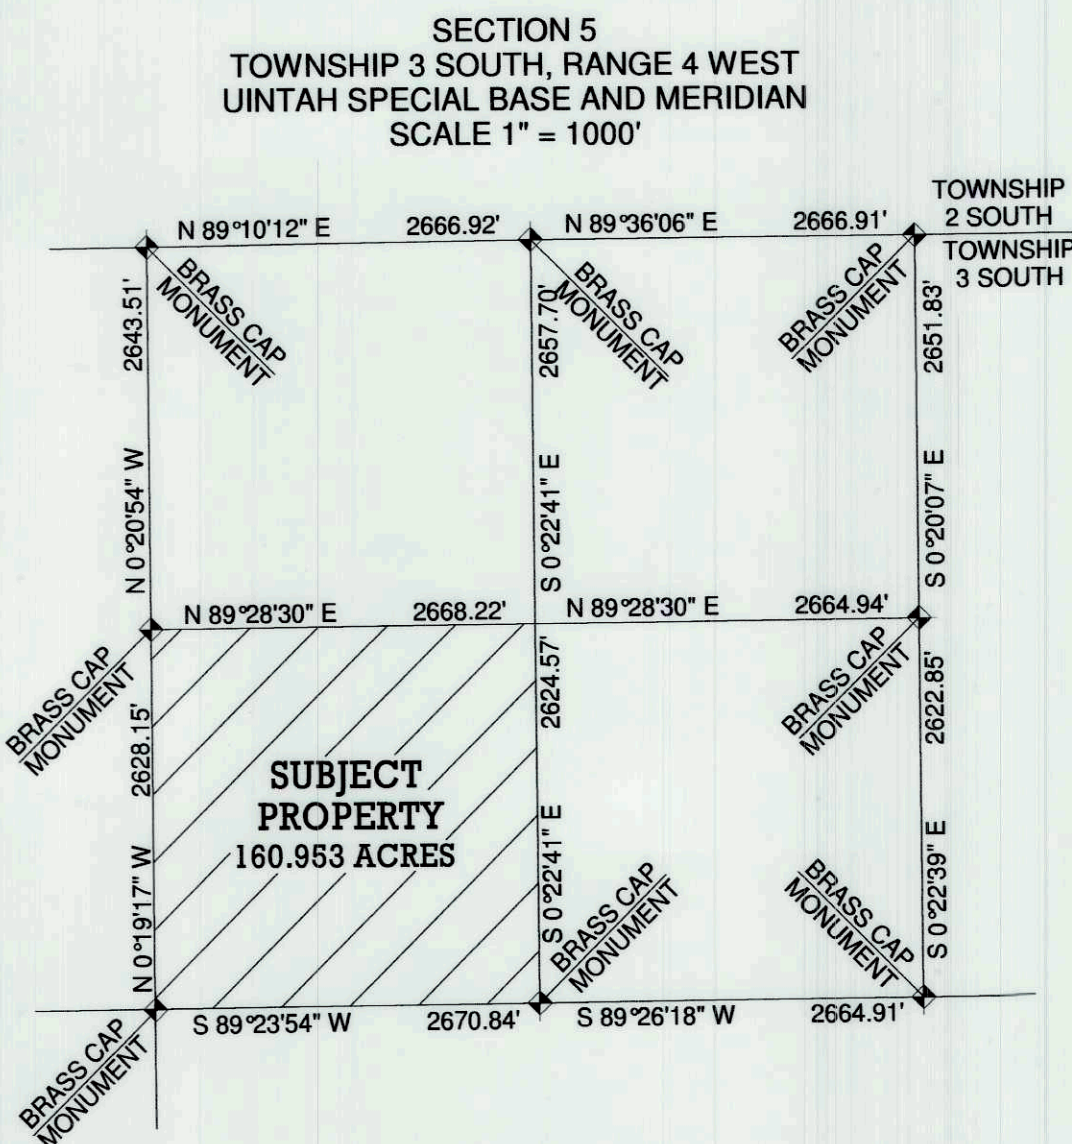 SECTION 5
TOWNSHIP 3 SOUTH, RANGE 4 WEST
UINTAH SPECIAL BASE AND MERIDIAN
SCALE 1" = 1000'
TOWNSHIP
2 SOUTH
TOWNSHIP
3 SOUTH
N 89°10'12" E
2666.92'
N 89°36'06" E
2666.91'
BRASS CAP
MONUMENT
BRASS CAP
MONUMENT
BRASS CAP
MONUMENT
2643.51'
2657.70'
2651.83'
N 0°20'54" W
S 0°22'41" E
S 0°20'07" E
N 89°28'30" E
2668.22'
N 89°28'30" E
2664.94'
BRASS CAP
MONUMENT
BRASS CAP
MONUMENT
2628.15'
2624.57'
2622.85'
SUBJECT
PROPERTY
160.953 ACRES
N 0°19'17" W
S 0°22'41" E
S 0°22'39" E
BRASS CAP
MONUMENT
BRASS CAP
MONUMENT
S 89°23'54" W
2670.84'
S 89°26'18" W
2664.91'
BRASS CAP
MONUMENT